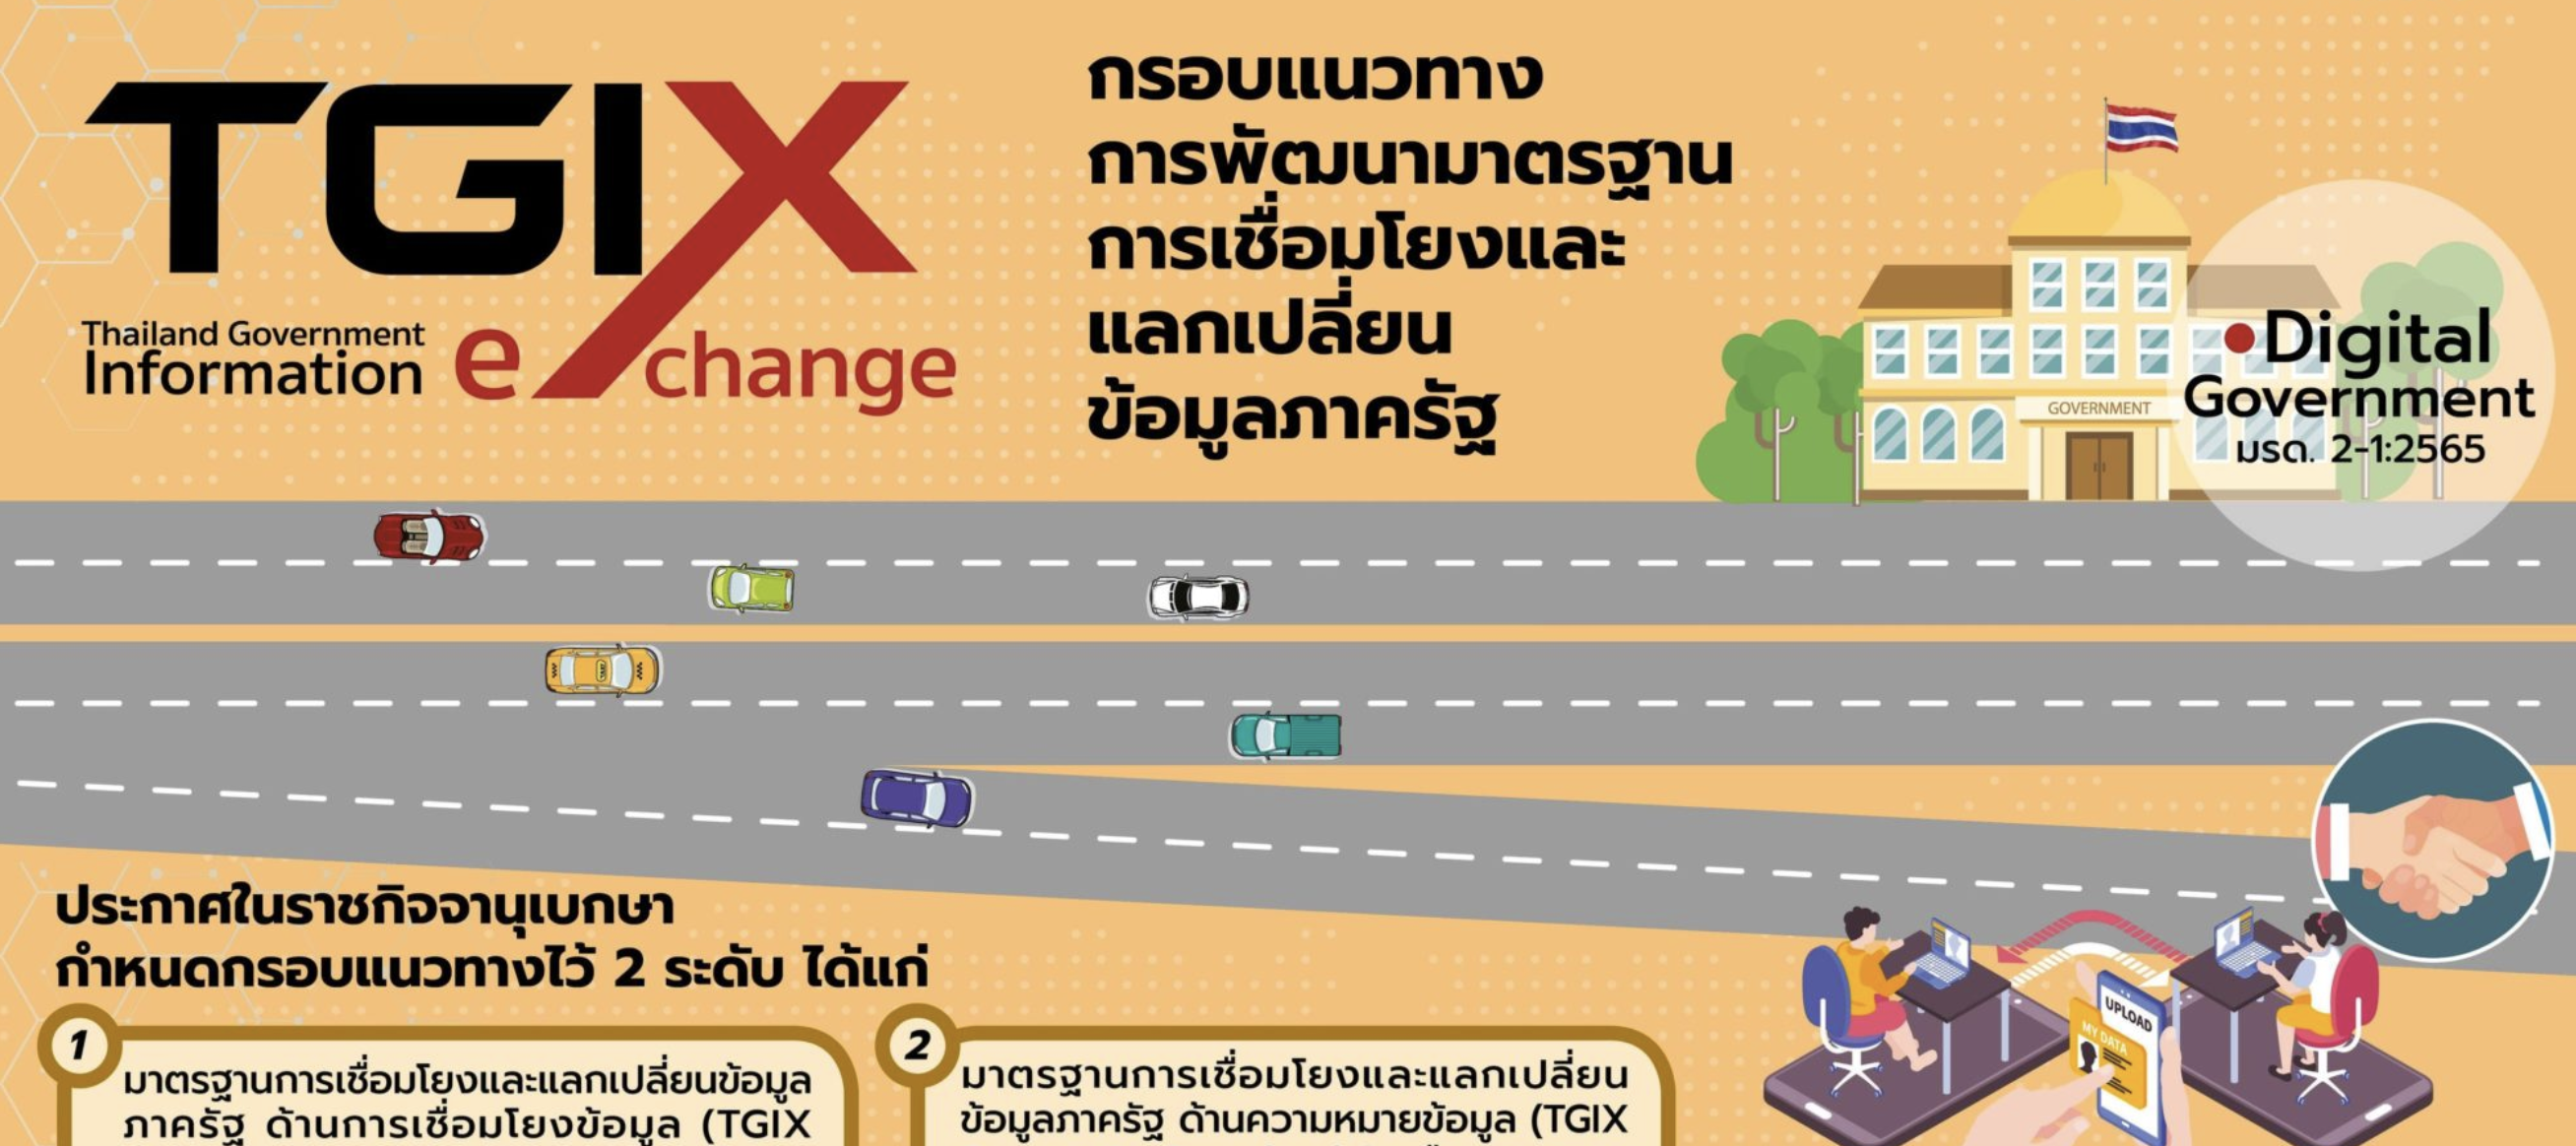 TGIX
Thailand Government
Information eXchange
กรอบแนวทาง
การพัฒนามาตรฐาน
การเชื่อมโยงและ
แลกเปลี่ยน
ข้อมูลภาครัฐ
GOVERNMENT
Digital
Government
มรด. 2-1:2565
ประกาศในราชกิจจานุเบกษา
กำหนดกรอบแนวทางไว้ 2 ระดับ ได้แก่
1
มาตรฐานการเชื่อมโยงและแลกเปลี่ยนข้อมูล
ภาครัฐ ด้านการเชื่อมโยงข้อมูล (TGIX
2
มาตรฐานการเชื่อมโยงและแลกเปลี่ยน
ข้อมูลภาครัฐ ด้านความหมายข้อมูล (TGIX
UPLOAD
MY DATA